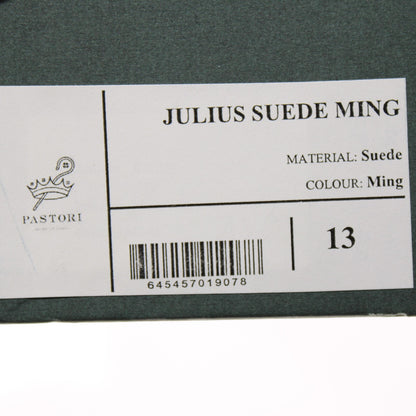 JULIUS SUEDE MING
MATERIAL: Suede
COLOUR: Ming
PASTORI
13
645457019078